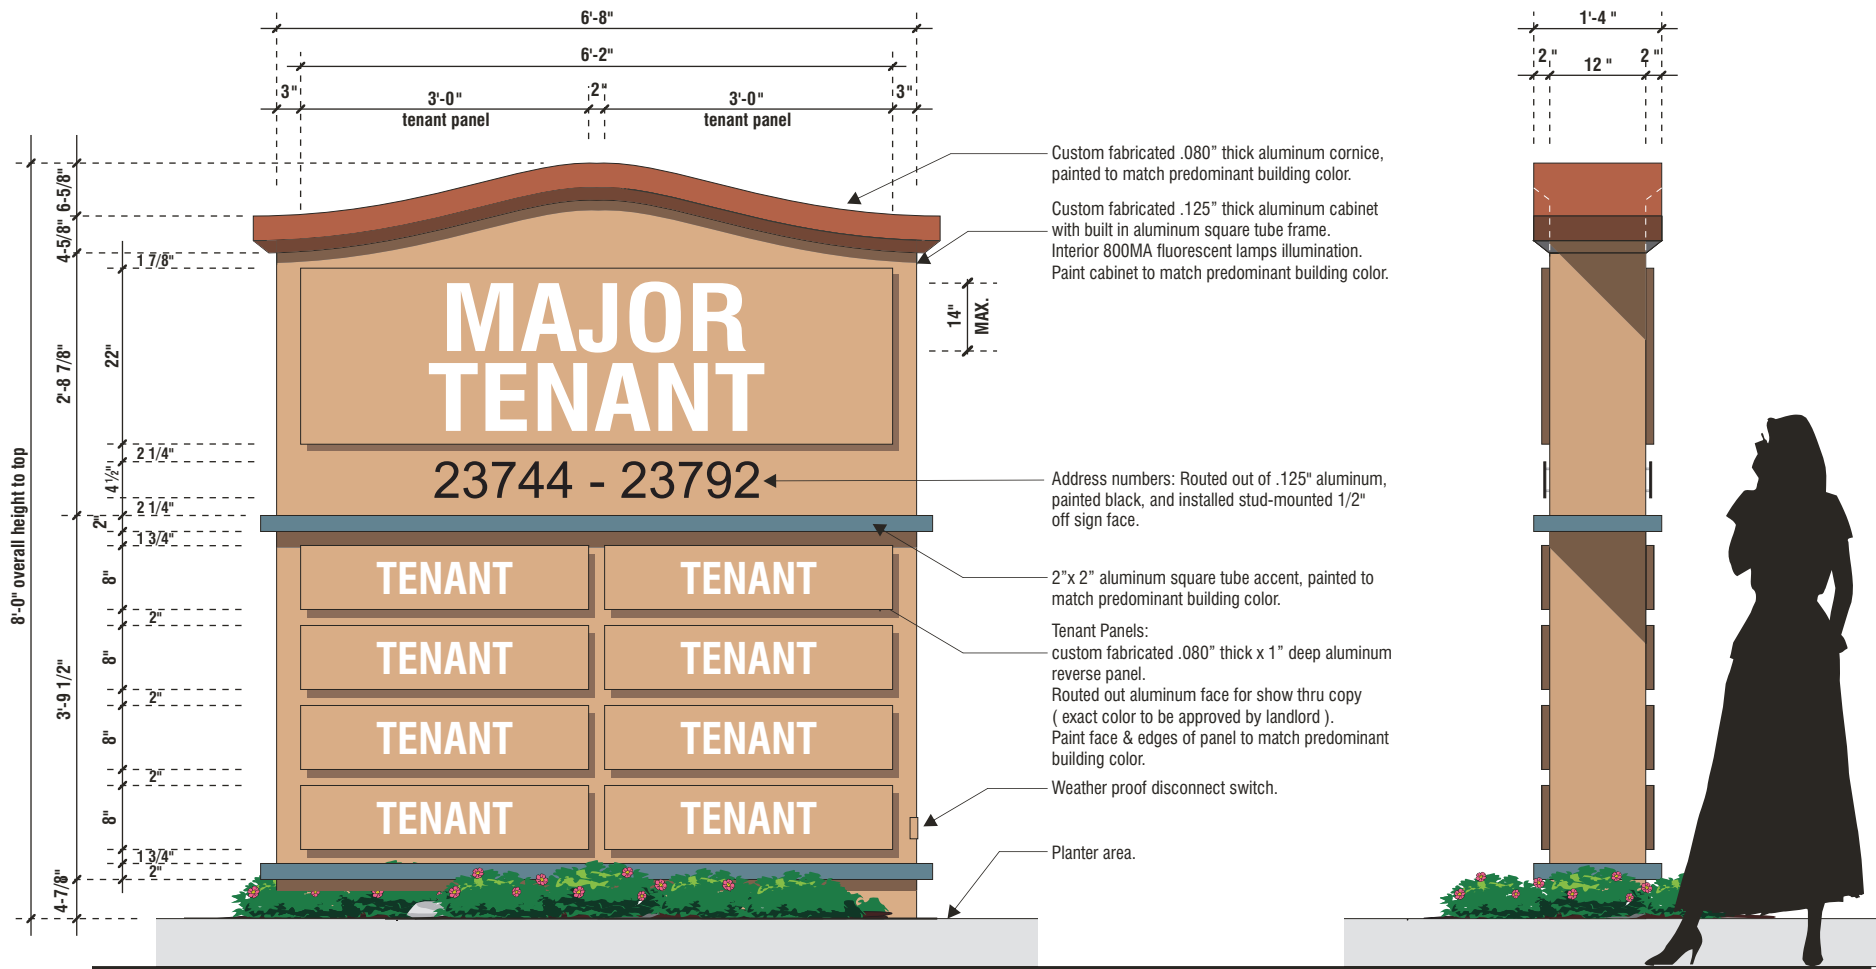 6'-8"
6'-2"
3"
3'-0"
tenant panel
2"
3'-0"
tenant panel
3"
1'-4 "
2 "
12 "
2 "
8'-0" overall height to top
6-5/8"
4-5/8"
2'-8 7/8"
3'-9 1/2"
4-7/8"
1 7/8"
22"
2 1/4"
4 ½"
2 1/4"
2"
1 3/4"
8"
2"
8"
2"
8"
2"
8"
1 3/4"
2"
MAJOR
TENANT
23744 - 23792
TENANT TENANT
TENANT TENANT
TENANT TENANT
TENANT TENANT
14"
MAX.
Custom fabricated .080” thick aluminum cornice,
painted to match predominant building color.
Custom fabricated .125” thick aluminum cabinet
with built in aluminum square tube frame.
Interior 800MA fluorescent lamps illumination.
Paint cabinet to match predominant building color.
Address numbers: Routed out of .125" aluminum,
painted black, and installed stud-mounted 1/2"
off sign face.
2”x 2” aluminum square tube accent, painted to
match predominant building color.
Tenant Panels:
custom fabricated .080” thick x 1” deep aluminum
reverse panel.
Routed out aluminum face for show thru copy
( exact color to be approved by landlord ).
Paint face & edges of panel to match predominant
building color.
Weather proof disconnect switch.
Planter area.